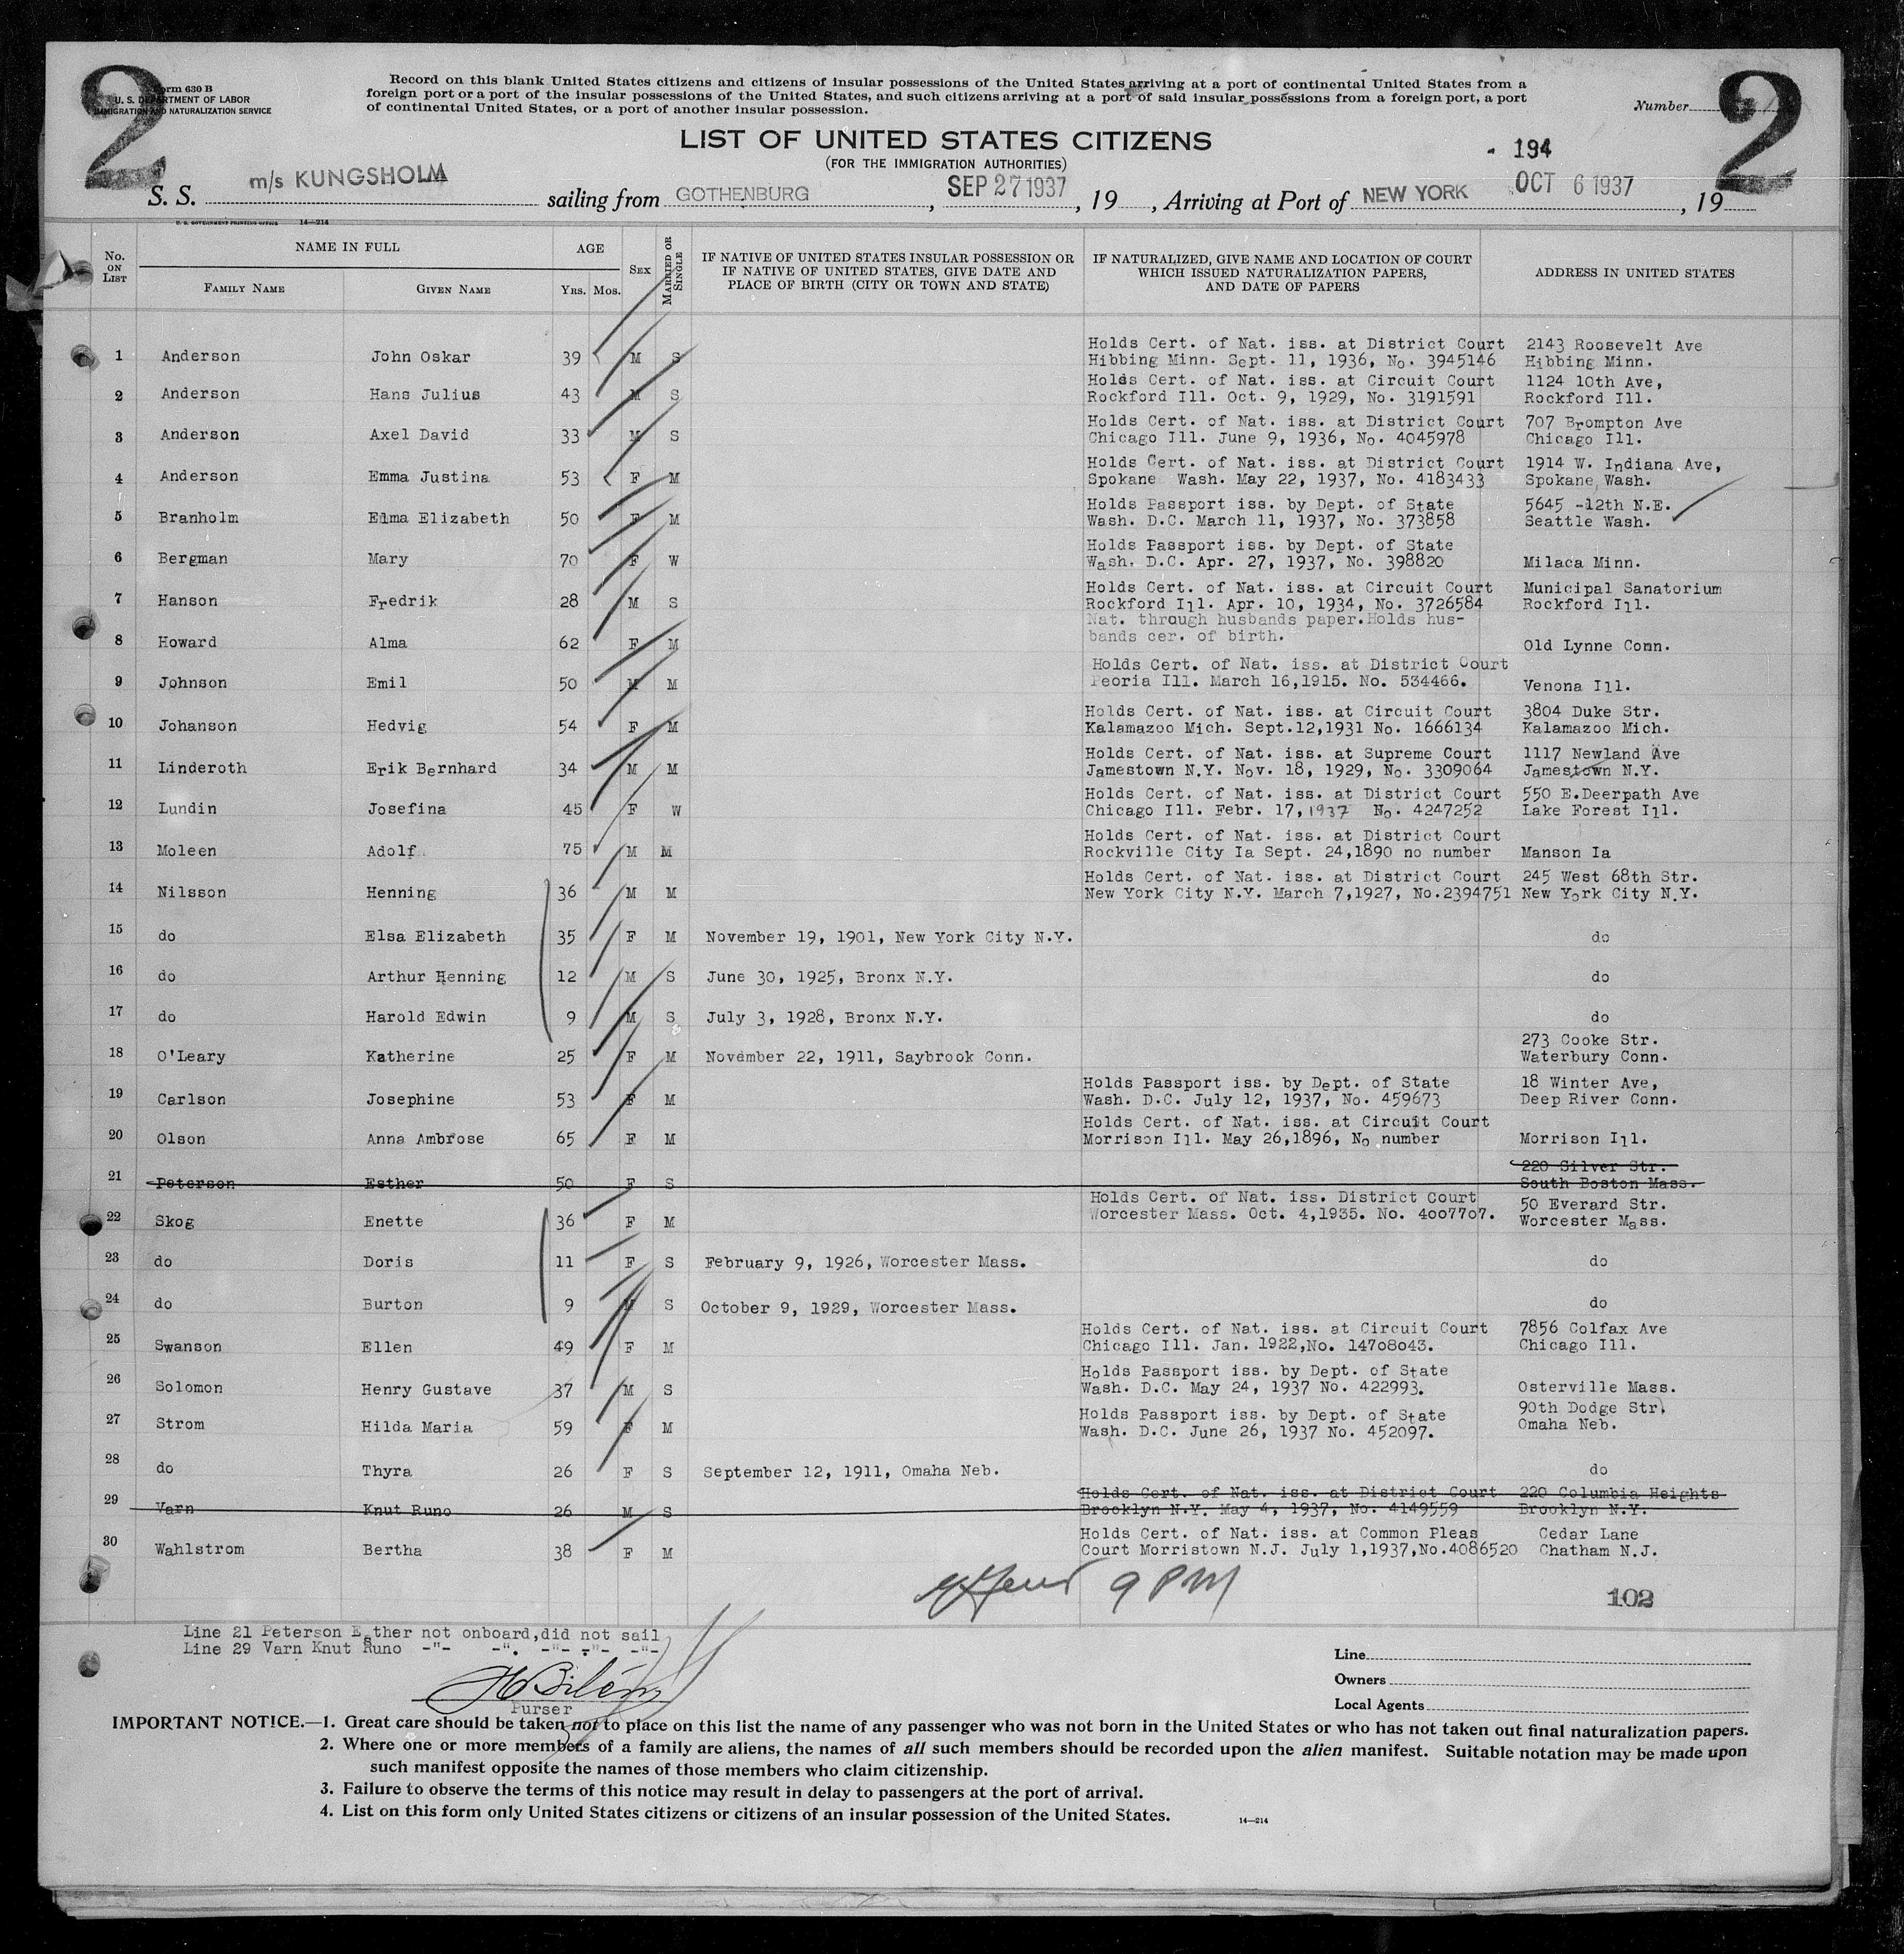 2
2
Form 630 B
U. S. DEPARTMENT OF LABOR
IMMIGRATION AND NATURALIZATION SERVICE
Record on this blank United States citizens and citizens of insular possessions of the United States arriving at a port of continental United States from a
foreign port or a port of the insular possessions of the United States, and such citizens arriving at a port of said insular possessions from a foreign port, a port
of continental United States, or a port of another insular possession.
Number
LIST OF UNITED STATES CITIZENS
(FOR THE IMMIGRATION AUTHORITIES)
194
S. S. m/s KUNGSHOLM sailing from GOTHENBURG, SEP 27 1937, 19 , Arriving at Port of NEW YORK OCT 6 1937, 19
U. S. GOVERNMENT PRINTING OFFICE 14—214
No. ON LIST
NAME IN FULL
FAMILY NAME
GIVEN NAME
AGE
YRS. MOS.
SEX
MARRIED OR SINGLE
IF NATIVE OF UNITED STATES INSULAR POSSESSION OR
IF NATIVE OF UNITED STATES, GIVE DATE AND
PLACE OF BIRTH (CITY OR TOWN AND STATE)
IF NATURALIZED, GIVE NAME AND LOCATION OF COURT
WHICH ISSUED NATURALIZATION PAPERS,
AND DATE OF PAPERS
ADDRESS IN UNITED STATES
1 Anderson John Oskar 39 M S Holds Cert. of Nat. iss. at District Court 2143 Roosevelt Ave
Hibbing Minn. Sept. 11, 1936, No. 3945146 Hibbing Minn.
2 Anderson Hans Julius 43 M S Holds Cert. of Nat. iss. at Circuit Court 1124 10th Ave,
Rockford Ill. Oct. 9, 1929, No. 3191591 Rockford Ill.
3 Anderson Axel David 33 M S Holds Cert. of Nat. iss. at District Court 707 Brompton Ave
Chicago Ill. June 9, 1936, No. 4045978 Chicago Ill.
4 Anderson Emma Justina 53 F M Holds Cert. of Nat. iss. at District Court 1914 W. Indiana Ave,
Spokane Wash. May 22, 1937, No. 4183433 Spokane Wash.
5 Branholm Elma Elizabeth 50 F M Holds Passport iss. by Dept. of State 5645 -12th N.E.
Wash. D.C. March 11, 1937, No. 373858 Seattle Wash.
6 Bergman Mary 70 F W Holds Passport iss. by Dept. of State
Wash. D.C. Apr. 27, 1937, No. 398820 Milaca Minn.
7 Hanson Fredrik 28 M S Holds Cert. of Nat. iss. at Circuit Court Municipal Sanatorium
Rockford Ill. Apr. 10, 1934, No. 3726584 Rockford Ill.
8 Howard Alma 62 F M Nat. through husbands paper.Holds hus-
bands cer. of birth. Old Lynne Conn.
9 Johnson Emil 50 M M Holds Cert. of Nat. iss. at District Court
Peoria Ill. March 16,1915. No. 534466. Venona Ill.
10 Johanson Hedvig 54 F M Holds Cert. of Nat. iss. at Circuit Court 3804 Duke Str.
Kalamazoo Mich. Sept.12,1931 No. 1666134 Kalamazoo Mich.
11 Linderoth Erik Bernhard 34 M M Holds Cert. of Nat. iss. at Supreme Court 1117 Newland Ave
Jamestown N.Y. Nov. 18, 1929, No. 3309064 Jamestown N.Y.
12 Lundin Josefina 45 F W Holds Cert. of Nat. iss. at District Court 550 E.Deerpath Ave
Chicago Ill. Febr. 17, 1937 No. 4247252 Lake Forest Ill.
13 Moleen Adolf 75 M M Holds Cert. of Nat. iss. at District Court
Rockville City Ia Sept. 24,1890 no number Manson Ia
14 Nilsson Henning 36 M M Holds Cert. of Nat. iss. at District Court 245 West 68th Str.
New York City N.Y. March 7,1927, No.2394751 New York City N.Y.
15 do Elsa Elizabeth 35 F M November 19, 1901, New York City N.Y. do
16 do Arthur Henning 12 M S June 30, 1925, Bronx N.Y. do
17 do Harold Edwin 9 M S July 3, 1928, Bronx N.Y. do
18 O'Leary Katherine 25 F M November 22, 1911, Saybrook Conn. 273 Cooke Str.
Waterbury Conn.
19 Carlson Josephine 53 F M Holds Passport iss. by Dept. of State 18 Winter Ave,
Wash. D.C. July 12, 1937, No. 459673 Deep River Conn.
20 Olson Anna Ambrose 65 F M Holds Cert. of Nat. iss. at Circuit Court
Morrison Ill. May 26,1896, No number Morrison Ill.
21 Peterson Esther 50 F S 220 Silver Str.
South Boston Mass.
22 Skog Enette 36 F M Holds Cert. of Nat. iss. District Court 50 Everard Str.
Worcester Mass. Oct. 4,1935. No. 4007707. Worcester Mass.
23 do Doris 11 F S February 9, 1926, Worcester Mass. do
24 do Burton 9 M S October 9, 1929, Worcester Mass. do
25 Swanson Ellen 49 F M Holds Cert. of Nat. iss. at Circuit Court 7856 Colfax Ave
Chicago Ill. Jan. 1922,No. 14708043. Chicago Ill.
26 Solomon Henry Gustave 37 M S Holds Passport iss. by Dept. of State
Wash. D.C. May 24, 1937 No. 422993. Osterville Mass.
27 Strom Hilda Maria 59 F M Holds Passport iss. by Dept. of State 90th Dodge Str.
Wash. D.C. June 26, 1937 No. 452097. Omaha Neb.
28 do Thyra 26 F S September 12, 1911, Omaha Neb. do
29 Varn Knut Runo 26 M S Holds Cert. of Nat. iss. at District Court 220 Columbia Heights
Brooklyn N.Y. May 4, 1937, No. 4149559 Brooklyn N.Y.
30 Wahlstrom Bertha 38 F M Holds Cert. of Nat. iss. at Common Pleas Cedar Lane
Court Morristown N.J. July 1,1937,No.4086520 Chatham N.J.
9 PM
102
Line 21 Peterson Esther not onboard,did not sail
Line 29 Varn Knut Runo -"- -"- -"- -"- -"-
Purser
Line
Owners
Local Agents
IMPORTANT NOTICE.—1. Great care should be taken not to place on this list the name of any passenger who was not born in the United States or who has not taken out final naturalization papers.
2. Where one or more members of a family are aliens, the names of all such members should be recorded upon the alien manifest. Suitable notation may be made upon
such manifest opposite the names of those members who claim citizenship.
3. Failure to observe the terms of this notice may result in delay to passengers at the port of arrival.
4. List on this form only United States citizens or citizens of an insular possession of the United States.
14—214